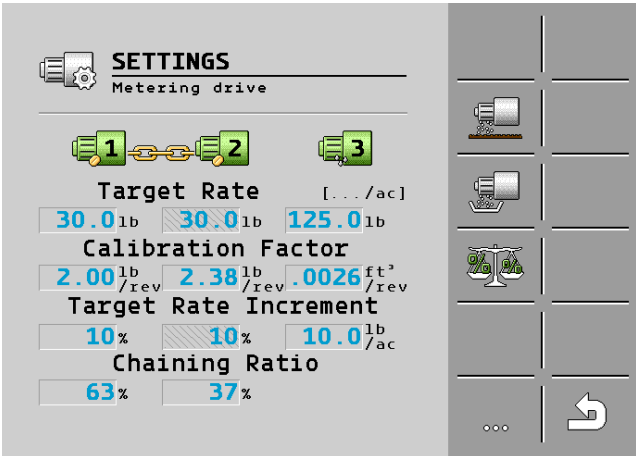 SETTINGS
Metering drive
1 2 3
Target Rate [.../ac]
30.0 lb 30.0 lb 125.0 lb
Calibration Factor
2.00 lb/rev 2.38 lb/rev .0026 ft³/rev
Target Rate Increment
10 % 10 % 10.0 lb/ac
Chaining Ratio
63 % 37 %
% %
...